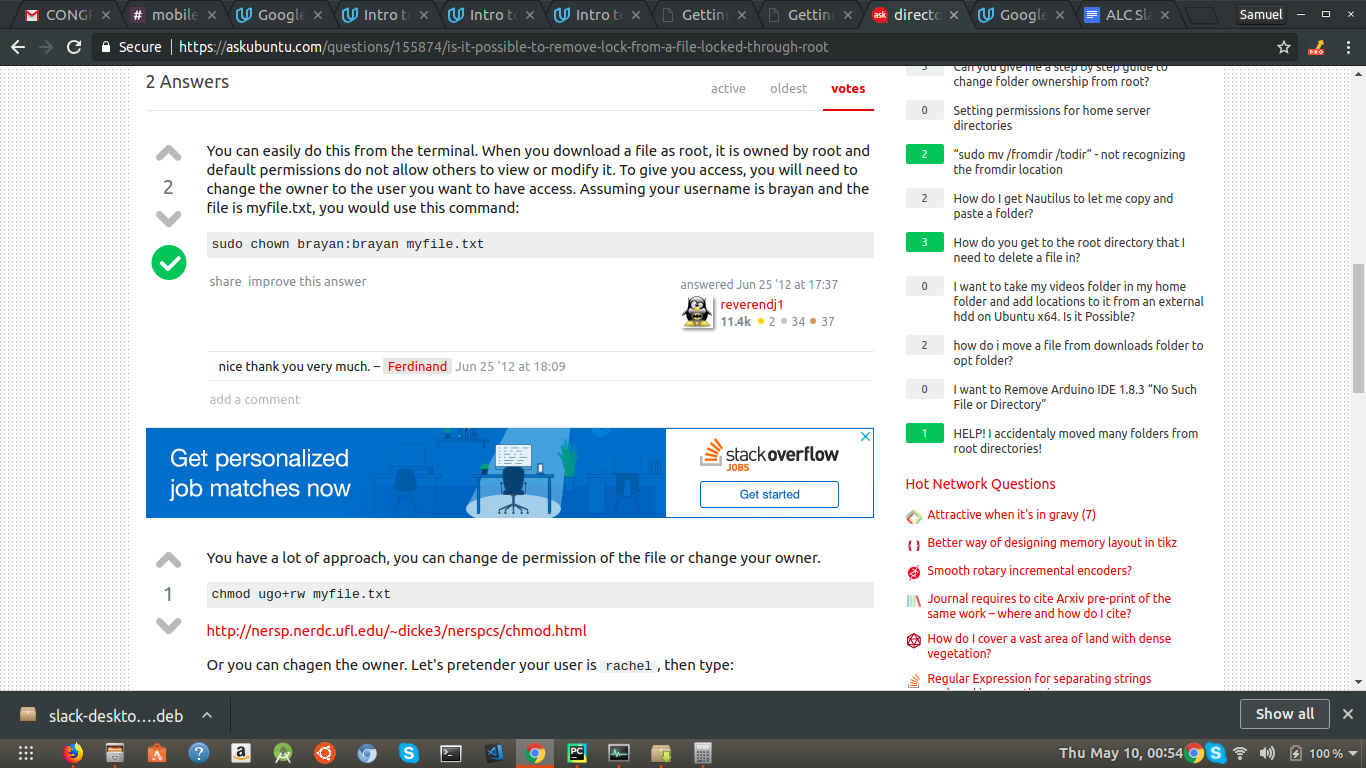 CONGR
mobile
Google
Intro to
Intro to
Intro to
Getting
Getting
ask
directo
Google
ALC Sla
Samuel
Secure
https://askubuntu.com/questions/155874/is-it-possible-to-remove-lock-from-a-file-locked-through-root
PRO
2 Answers
active
oldest
votes
You can easily do this from the terminal. When you download a file as root, it is owned by root and
default permissions do not allow others to view or modify it. To give you access, you will need to
change the owner to the user you want to have access. Assuming your username is brayan and the
file is myfile.txt, you would use this command:
2
sudo chown brayan:brayan myfile.txt
share improve this answer
answered Jun 25 '12 at 17:37
reverendj1
11.4k 2 34 37
nice thank you very much. – Ferdinand Jun 25 '12 at 18:09
add a comment
Get personalized
job matches now
stackoverflow
JOBS
Get started
You have a lot of approach, you can change de permission of the file or change your owner.
1
chmod ugo+rw myfile.txt
http://nersp.nerdc.ufl.edu/~dicke3/nerspcs/chmod.html
Or you can chagen the owner. Let's pretender your user is rachel, then type:
Can you give me a step by step guide to
change folder ownership from root?
0
Setting permissions for home server
directories
2
“sudo mv /fromdir /todir” - not recognizing
the fromdir location
2
How do I get Nautilus to let me copy and
paste a folder?
3
How do you get to the root directory that I
need to delete a file in?
0
I want to take my videos folder in my home
folder and add locations to it from an external
hdd on Ubuntu x64. Is it Possible?
2
how do i move a file from downloads folder to
opt folder?
0
I want to Remove Arduino IDE 1.8.3 “No Such
File or Directory”
1
HELP! I accidentaly moved many folders from
root directories!
Hot Network Questions
Attractive when it's in gravy (7)
Better way of designing memory layout in tikz
Smooth rotary incremental encoders?
Journal requires to cite Arxiv pre-print of the
same work – where and how do I cite?
How do I cover a vast area of land with dense
vegetation?
Regular Expression for separating strings
slack-deskto....deb
Show all
Thu May 10, 00:54
100 %